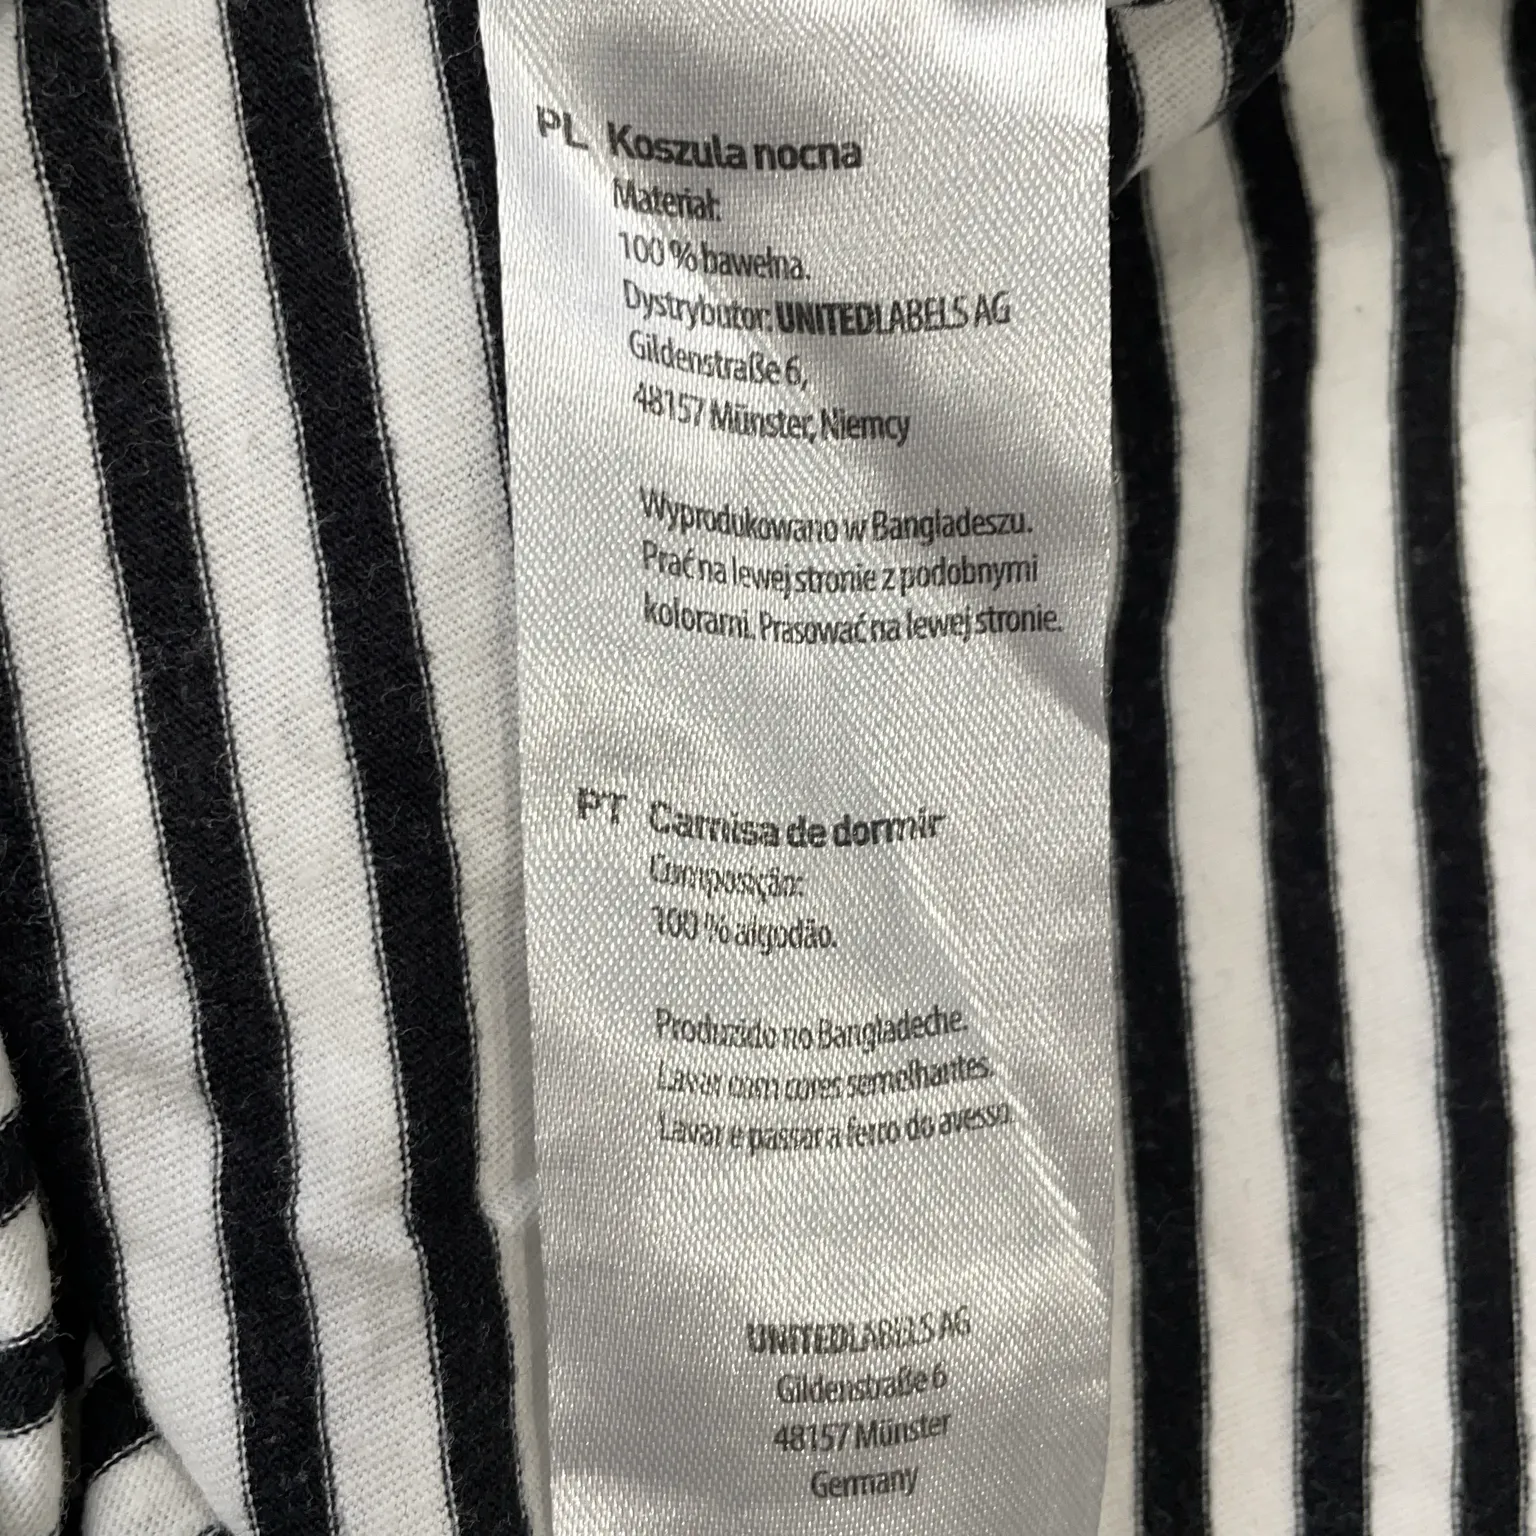 PL Koszula nocna
Materiał:
100 % bawełna.
Dystrybutor: UNITEDLABELS AG
Gildenstraße 6,
48157 Münster, Niemcy
Wyprodukowano w Bangladeszu.
Prać na lewej stronie z podobnymi
kolorami. Prasować na lewej stronie.
PT Camisa de dormir
Composição:
100 % algodão.
Produzido no Bangladeche.
Lavar com cores semelhantes.
Lavar e passar a ferro do avesso.
UNITEDLABELS AG
Gildenstraße 6
48157 Münster
Germany